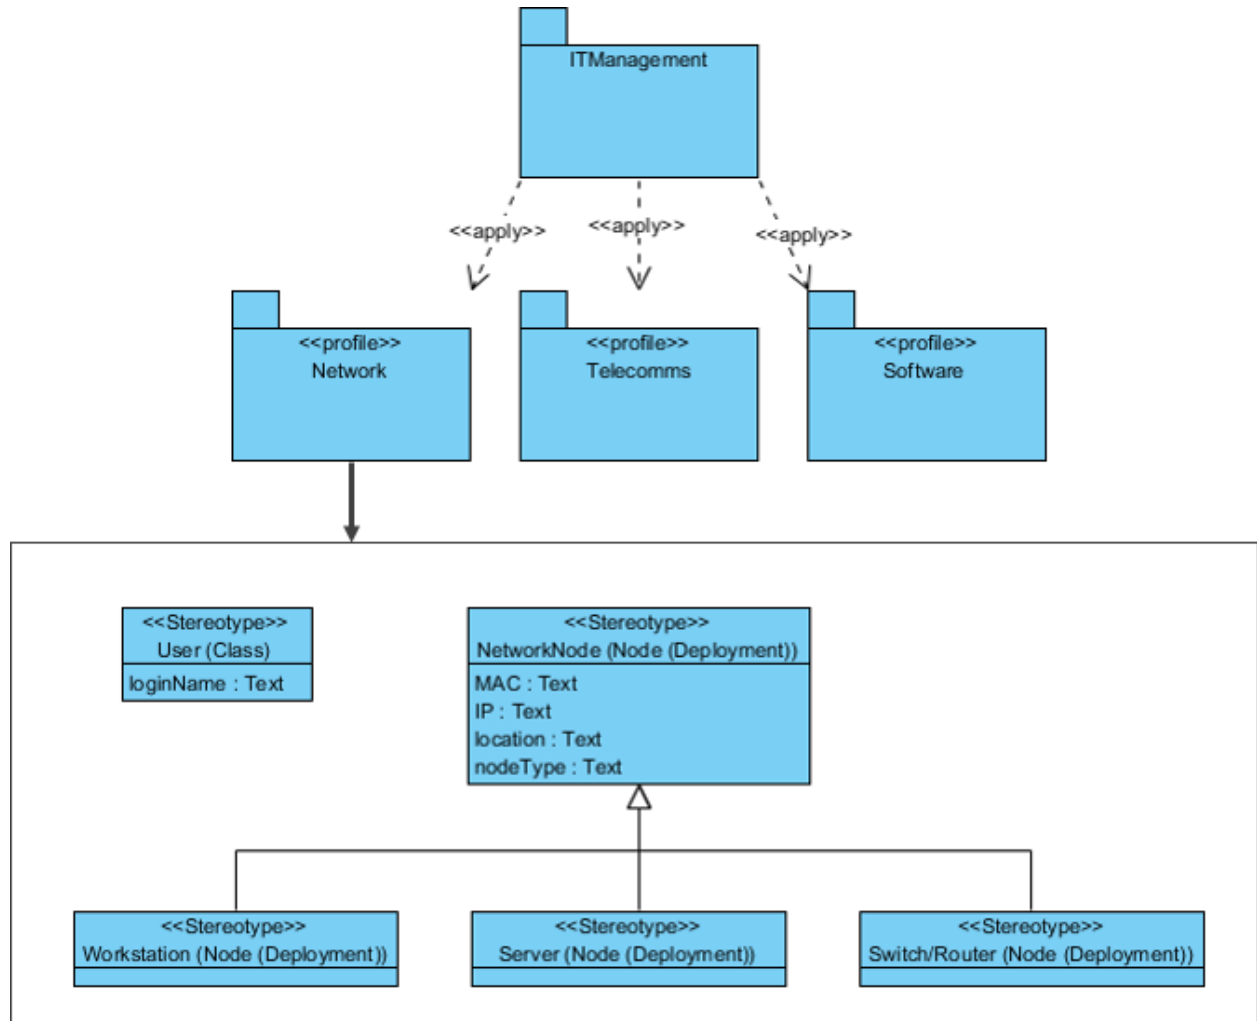 ITManagement
<<apply>>
<<apply>>
<<apply>>
<<profile>>
Network
<<profile>>
Telecomms
<<profile>>
Software
<<Stereotype>>
User (Class)
loginName : Text
<<Stereotype>>
NetworkNode (Node (Deployment))
MAC : Text
IP : Text
location : Text
nodeType : Text
<<Stereotype>>
Workstation (Node (Deployment))
<<Stereotype>>
Server (Node (Deployment))
<<Stereotype>>
Switch/Router (Node (Deployment))